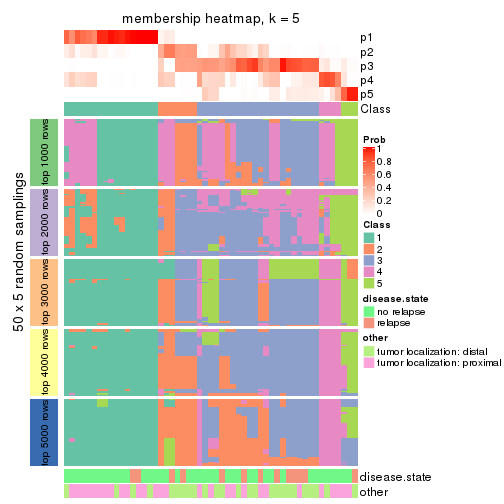 membership heatmap, k = 5
p1
p2
p3
p4
p5
Class
50 x 5 random samplings
top 1000 rows
top 2000 rows
top 3000 rows
top 4000 rows
top 5000 rows
disease.state
other
Prob
1
0.8
0.6
0.4
0.2
0
Class
1
2
3
4
5
disease.state
no relapse
relapse
other
tumor localization: distal
tumor localization: proximal